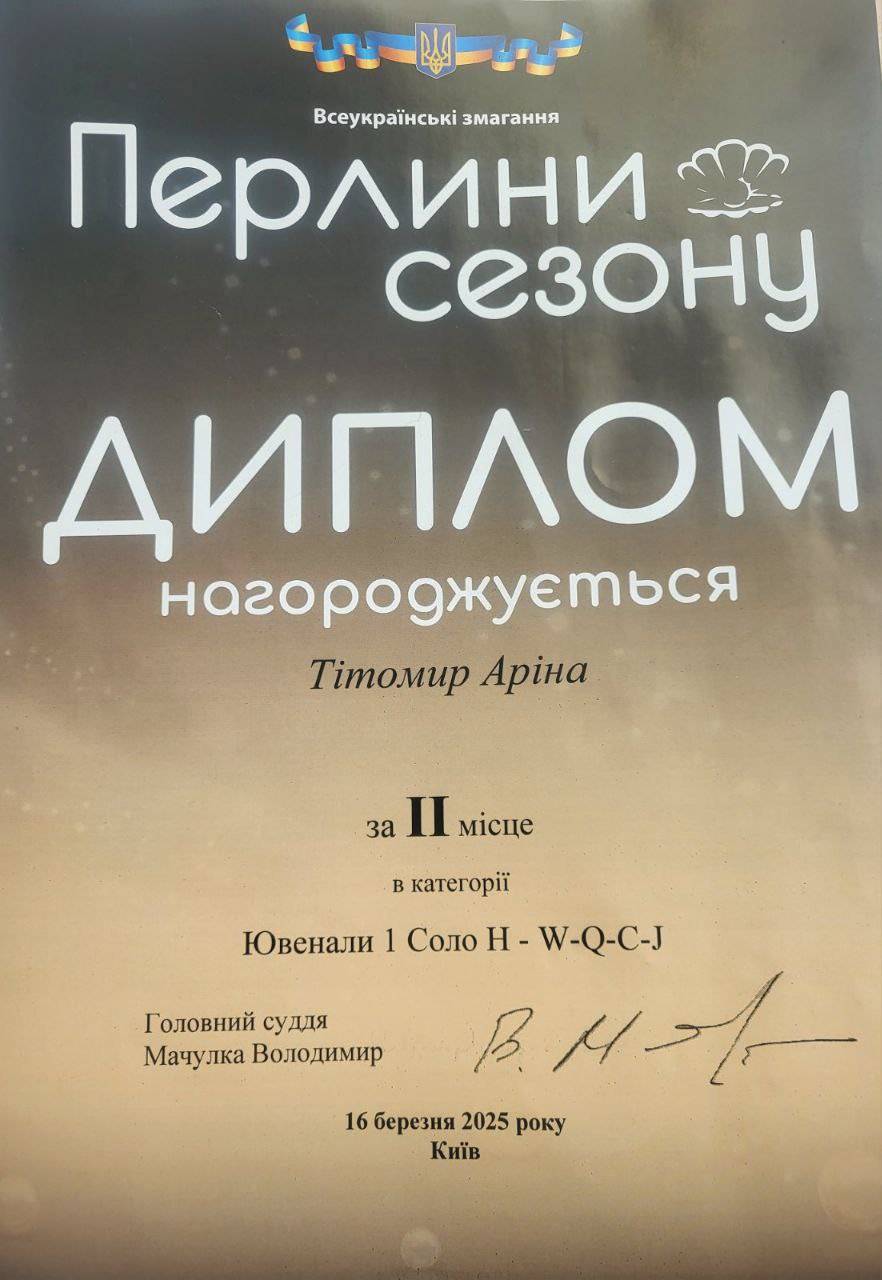 Всеукраїнські змагання
Перлини
сезону
ДИПЛОМ
нагороджується
Тітомир Аріна
за II місце
в категорії
Ювенали 1 Соло Н - W-Q-C-J
Головний суддя
Мачулка Володимир
16 березня 2025 року
Київ